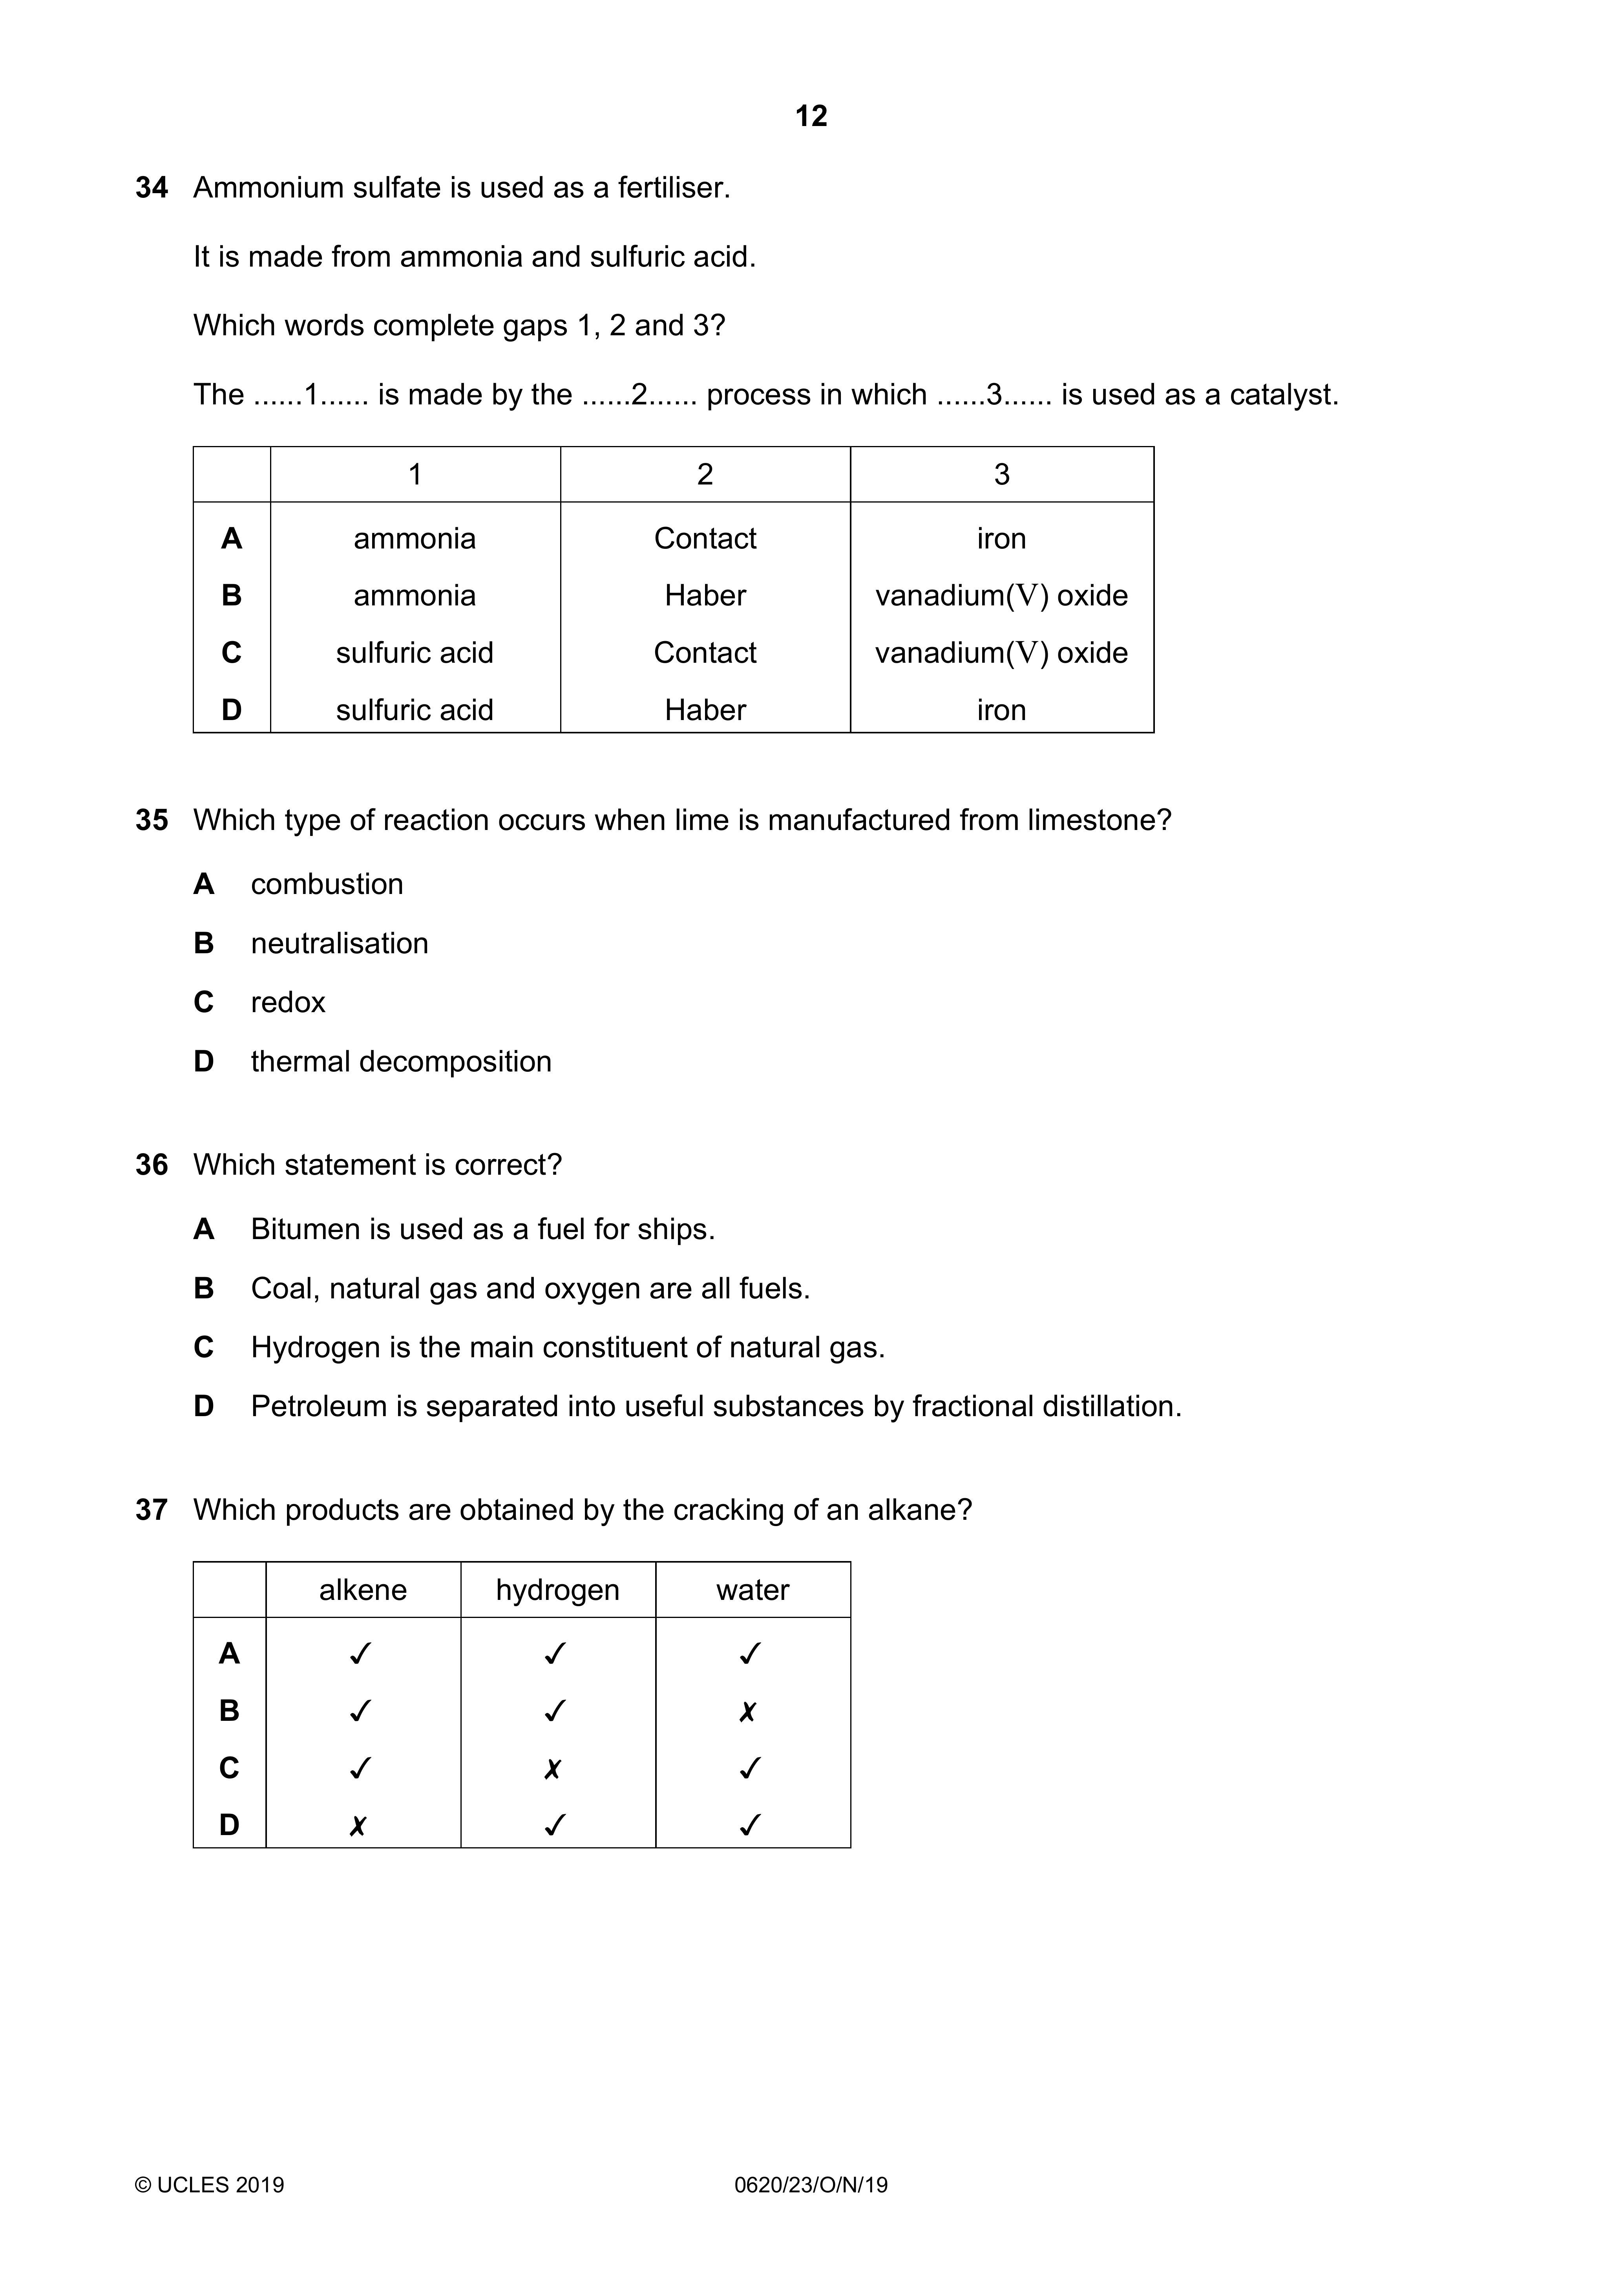 12
34 Ammonium sulfate is used as a fertiliser.
It is made from ammonia and sulfuric acid.
Which words complete gaps 1, 2 and 3?
The ......1...... is made by the ......2...... process in which ......3...... is used as a catalyst.
1 2 3
A ammonia Contact iron
B ammonia Haber vanadium(V) oxide
C sulfuric acid Contact vanadium(V) oxide
D sulfuric acid Haber iron
35 Which type of reaction occurs when lime is manufactured from limestone?
A combustion
B neutralisation
C redox
D thermal decomposition
36 Which statement is correct?
A Bitumen is used as a fuel for ships.
B Coal, natural gas and oxygen are all fuels.
C Hydrogen is the main constituent of natural gas.
D Petroleum is separated into useful substances by fractional distillation.
37 Which products are obtained by the cracking of an alkane?
alkene hydrogen water
A ✓ ✓ ✓
B ✓ ✓ ✗
C ✓ ✗ ✓
D ✗ ✓ ✓
© UCLES 2019 0620/23/O/N/19